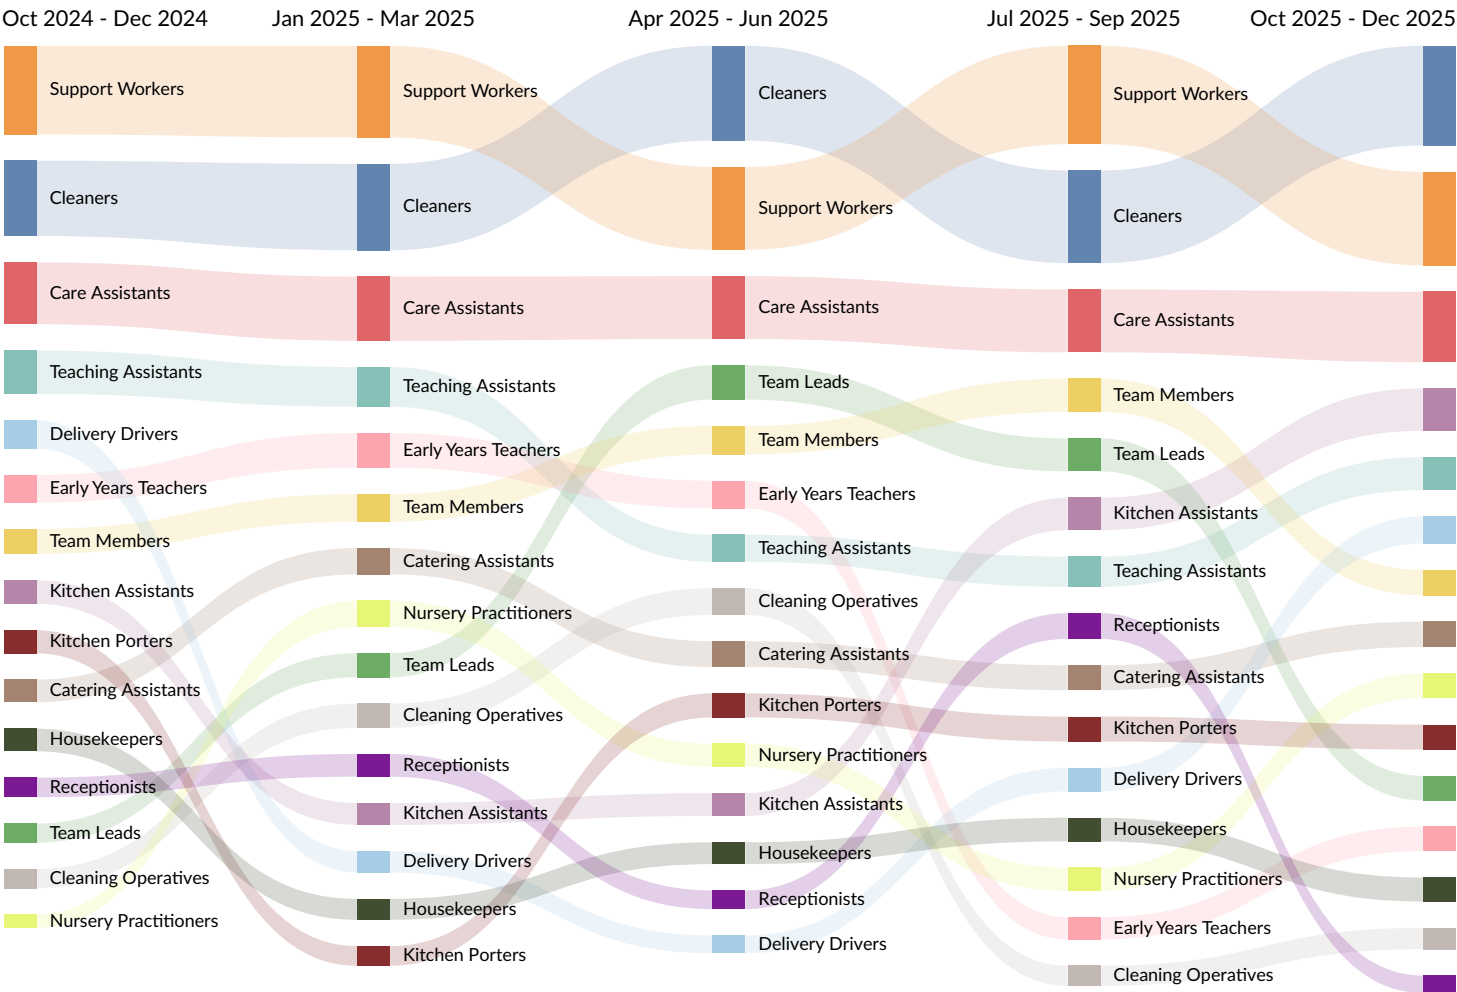 Oct 2024 - Dec 2024
Jan 2025 - Mar 2025
Apr 2025 - Jun 2025
Jul 2025 - Sep 2025
Oct 2025 - Dec 2025
Support Workers
Cleaners
Care Assistants
Teaching Assistants
Delivery Drivers
Early Years Teachers
Team Members
Kitchen Assistants
Kitchen Porters
Catering Assistants
Housekeepers
Receptionists
Team Leads
Cleaning Operatives
Nursery Practitioners
Support Workers
Cleaners
Care Assistants
Teaching Assistants
Early Years Teachers
Team Members
Catering Assistants
Nursery Practitioners
Team Leads
Cleaning Operatives
Receptionists
Kitchen Assistants
Delivery Drivers
Housekeepers
Kitchen Porters
Cleaners
Support Workers
Care Assistants
Team Leads
Team Members
Early Years Teachers
Teaching Assistants
Cleaning Operatives
Catering Assistants
Kitchen Porters
Nursery Practitioners
Kitchen Assistants
Housekeepers
Receptionists
Delivery Drivers
Support Workers
Cleaners
Care Assistants
Team Members
Team Leads
Kitchen Assistants
Teaching Assistants
Receptionists
Catering Assistants
Kitchen Porters
Delivery Drivers
Housekeepers
Nursery Practitioners
Early Years Teachers
Cleaning Operatives